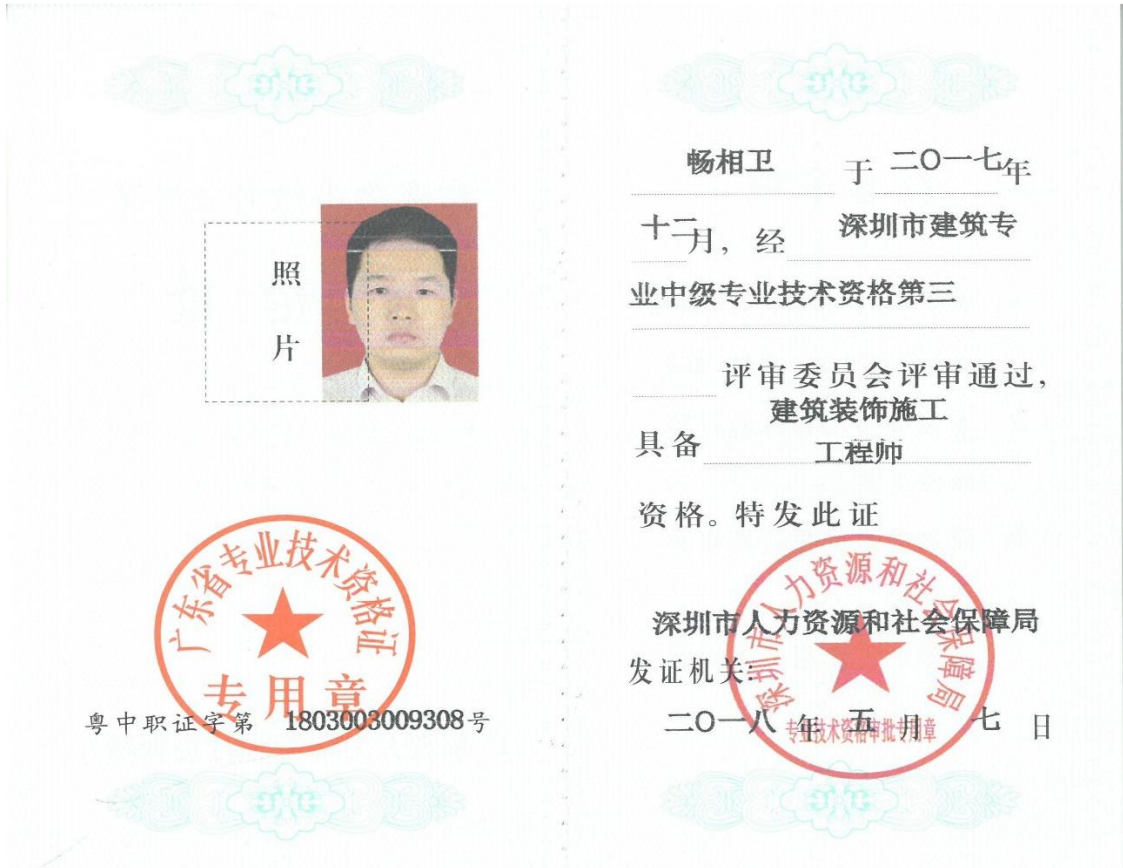 照
片
广东省专业技术资格证
专用章
粤中职证字第 1803003009308号
畅相卫 于 二〇一七年
十二月，经 深圳市建筑专
业中级专业技术资格第三
评审委员会评审通过，
建筑装饰施工
具备 工程师
资格。特发此证
深圳市人力资源和社会保障局
深圳市人力资源和社会保障局
发证机关:
二〇一八 年 五 月 七 日
专业技术资格审批专用章